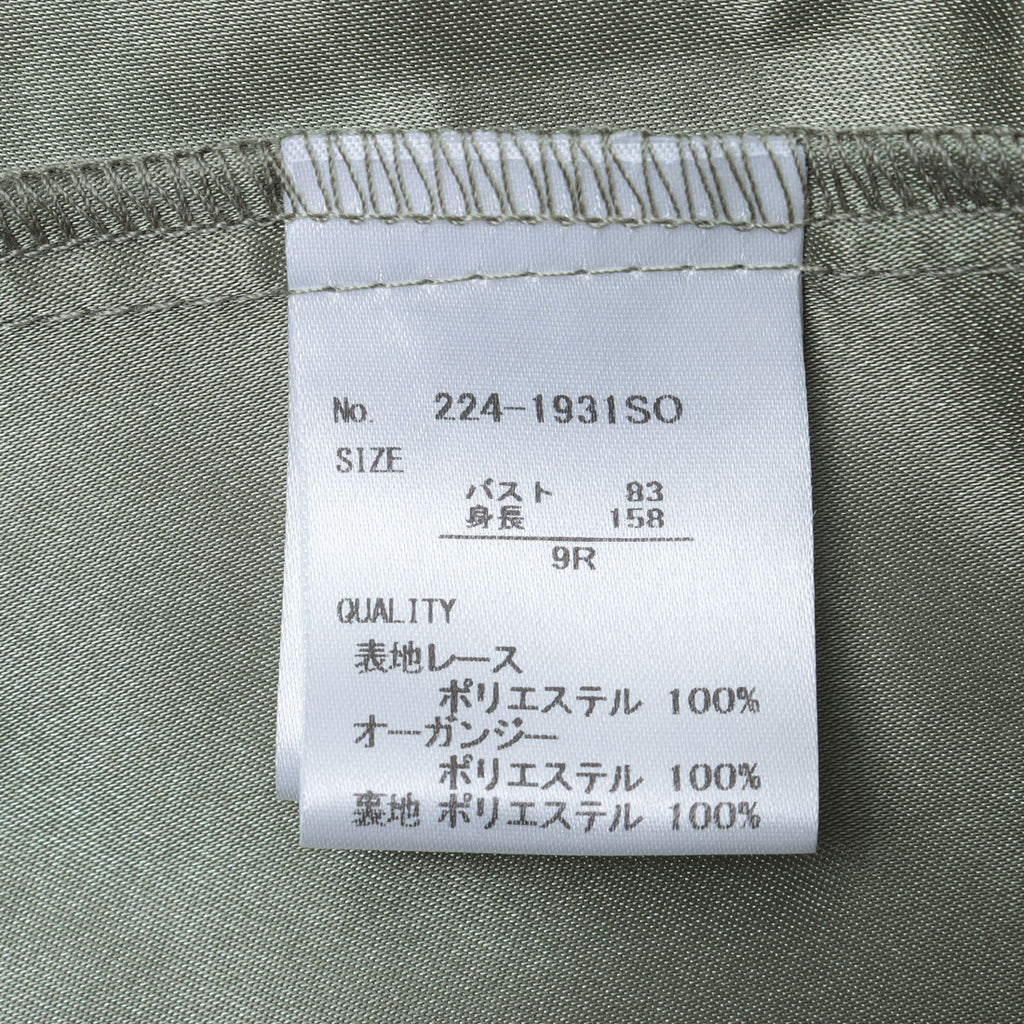 No. 224-1931SO
SIZE
バスト 83
身長 158
9R
QUALITY
表地レース
ポリエステル 100%
オーガンジー
ポリエステル 100%
裏地 ポリエステル 100%